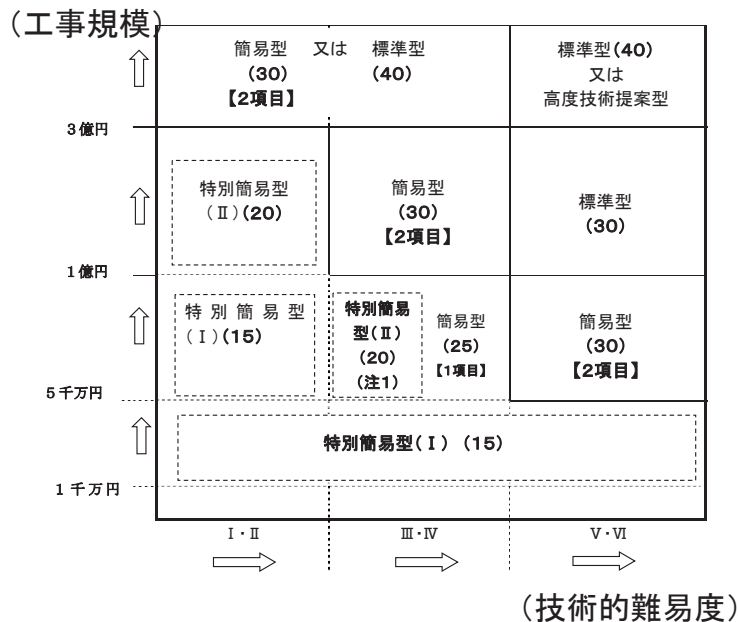 （工事規模）
簡易型　又は　標準型
(30)　(40)
【2項目】
標準型(40)
又は
高度技術提案型
3億円
特別簡易型
（Ⅱ）(20)
簡易型
(30)
【2項目】
標準型
(30)
1億円
特別簡易型
（Ⅰ）(15)
特別簡易
型(Ⅱ)
(20)
(注1)
簡易型
(25)
【1項目】
簡易型
(30)
【2項目】
5千万円
特別簡易型(Ⅰ) (15)
1千万円
Ⅰ・Ⅱ
Ⅲ・Ⅳ
Ⅴ・Ⅵ
（技術的難易度）